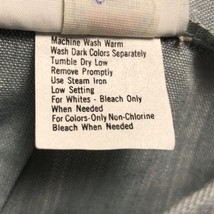 Machine Wash Warm
Wash Dark Colors Separately
Tumble Dry Low
Remove Promptly
Use Steam Iron
Low Setting
For Whites - Bleach Only
When Needed
For Colors-Only Non-Chlorine
Bleach When Needed